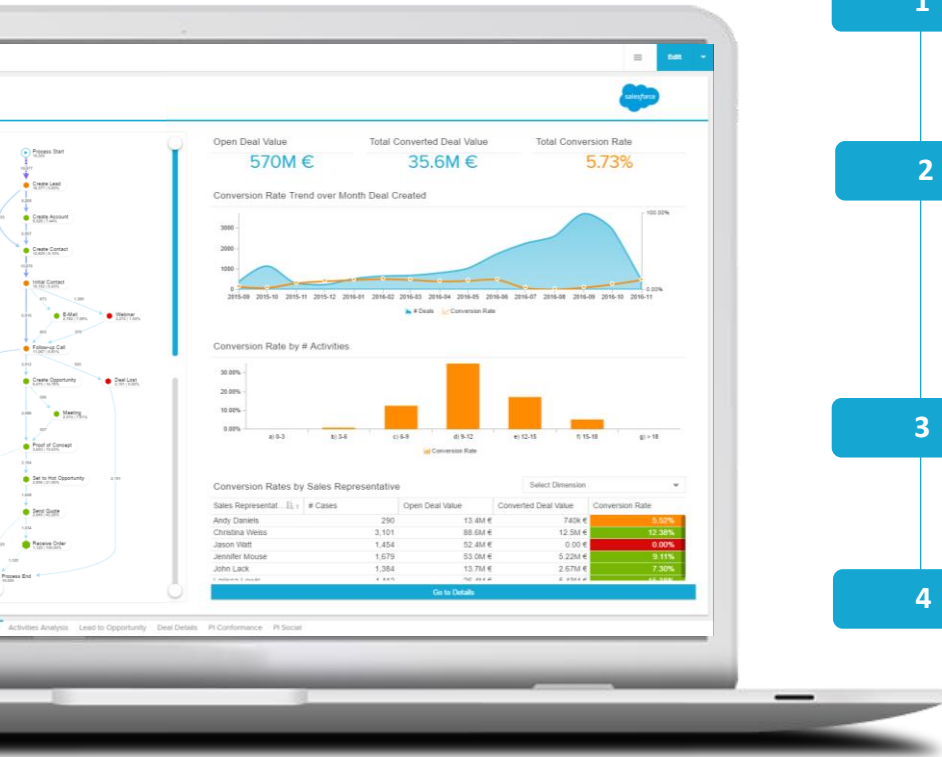 1
Edit
salesforce
Process Start
Create Lead
Create Account
Create Contact
Initial Contact
E-Mail
Webinar
Follow-up Call
Create Opportunity
Deal Lost
Meeting
Proof of Concept
Set to Hot Opportunity
Send Quote
Receive Order
Process End
Open Deal Value
Total Converted Deal Value
Total Conversion Rate
570M €
35.6M €
5.73%
Conversion Rate Trend over Month Deal Created
100.00%
3000
2000
1000
0
0.00%
2015-09 2015-10 2015-11 2015-12 2016-01 2016-02 2016-03 2016-04 2016-05 2016-06 2016-07 2016-08 2016-09 2016-10 2016-11
# Deals Conversion Rate
Conversion Rate by # Activities
30.00%
20.00%
10.00%
0.00%
a) 0-3 b) 3-6 c) 6-9 d) 9-12 e) 12-15 f) 15-18 g) > 18
Conversion Rate
Conversion Rates by Sales Representative
Select Dimension
Sales Representat... # Cases Open Deal Value Converted Deal Value Conversion Rate
Andy Daniels 290 13.4M € 740k € 5.52%
Christina Weiss 3,101 88.6M € 12.5M € 12.38%
Jason Watt 1,454 52.4M € 0.00 € 0.00%
Jennifer Mouse 1,679 53.0M € 5.22M € 9.11%
John Lack 1,384 13.7M € 2.67M € 7.30%
Go to Details
Activities Analysis Lead to Opportunity Deal Details PI Conformance PI Social
2
3
4